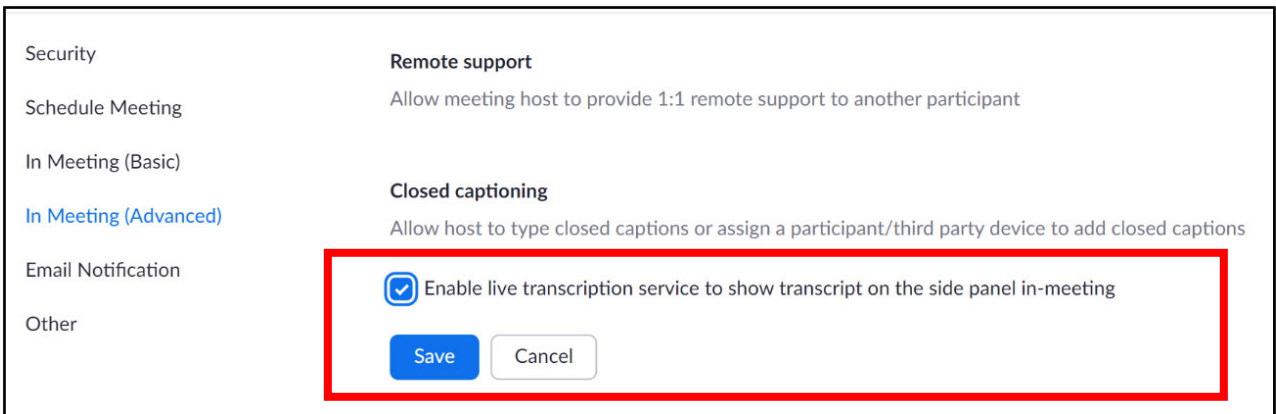 Security
Schedule Meeting
In Meeting (Basic)
In Meeting (Advanced)
Email Notification
Other
Remote support
Allow meeting host to provide 1:1 remote support to another participant
Closed captioning
Allow host to type closed captions or assign a participant/third party device to add closed captions
Enable live transcription service to show transcript on the side panel in-meeting
Save Cancel